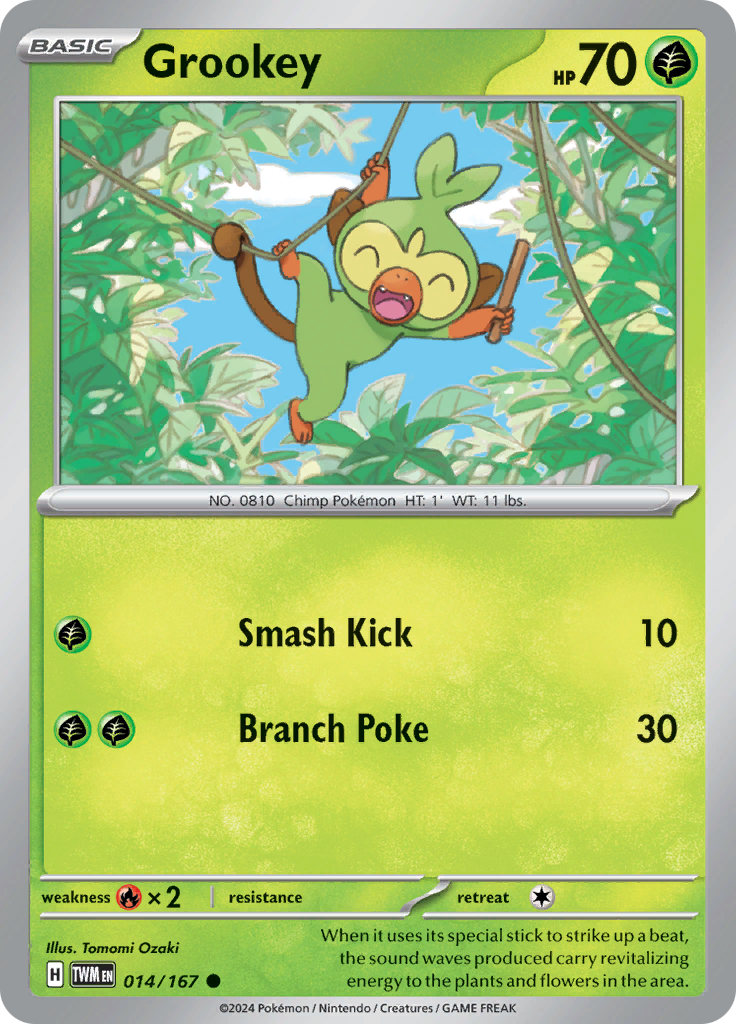 BASIC Grookey HP 70
NO. 0810 Chimp Pokémon HT: 1' WT: 11 lbs.
Smash Kick 10
Branch Poke 30
weakness ×2 resistance retreat
Illus. Tomomi Ozaki
When it uses its special stick to strike up a beat,
the sound waves produced carry revitalizing
energy to the plants and flowers in the area.
H TWM EN 014/167
©2024 Pokémon / Nintendo / Creatures / GAME FREAK